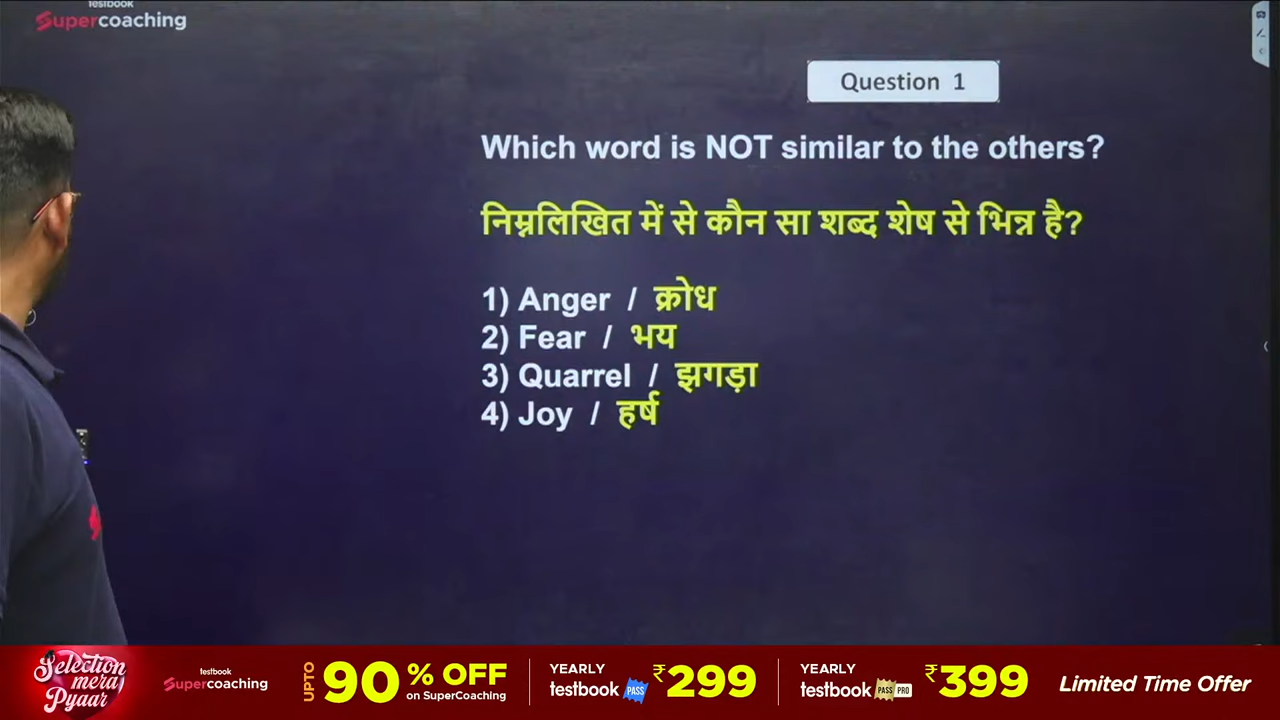 testbook
Supercoaching
Question 1
Which word is NOT similar to the others?
निम्नलिखित में से कौन सा शब्द शेष से भिन्न है?
1) Anger / क्रोध
2) Fear / भय
3) Quarrel / झगड़ा
4) Joy / हर्ष
Selection mera Pyaar
testbook
Supercoaching
UPTO 90% OFF on SuperCoaching
YEARLY testbook PASS ₹299
YEARLY testbook PASS PRO ₹399
Limited Time Offer